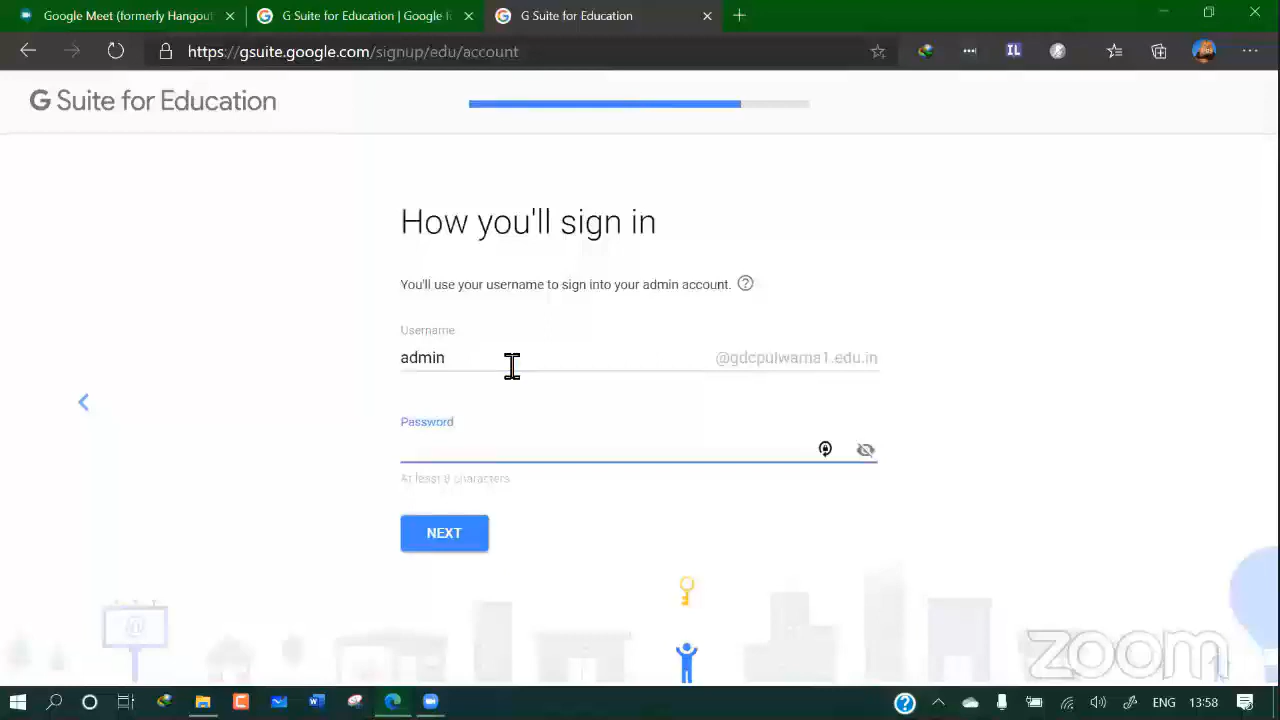 Google Meet (formerly Hangout
G Suite for Education | Google F
G Suite for Education
https://gsuite.google.com/signup/edu/account
IL
G Suite for Education
How you'll sign in
You'll use your username to sign into your admin account.
Username
admin
@gdcpulwama1.edu.in
Password
At least 8 characters
NEXT
zoom
ENG
13:58